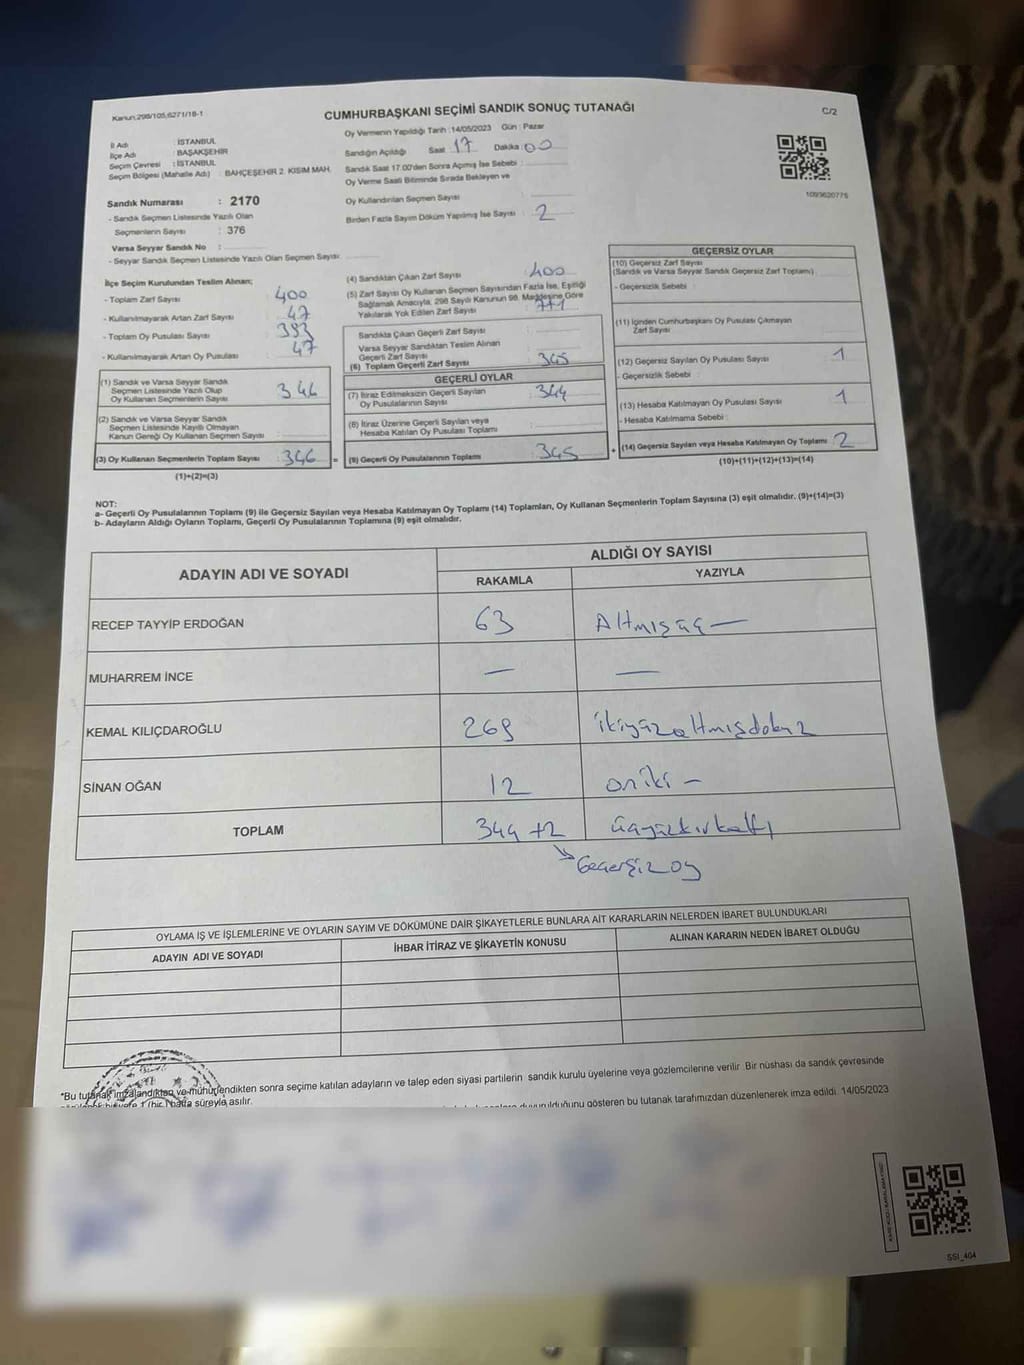 Kanun:298/105,6271/18-1
CUMHURBAŞKANI SEÇİMİ SANDIK SONUÇ TUTANAĞI
C/2
İl Adı : İSTANBUL
İlçe Adı : BAŞAKŞEHİR
Seçim Çevresi : İSTANBUL
Seçim Bölgesi (Mahalle Adı) : BAHÇEŞEHİR 2. KISIM MAH.
Oy Vermenin Yapıldığı Tarih :14/05/2023 Gün : Pazar
Sandığın Açıldığı Saat 17 Dakika 00
Sandık Saat 17.00'den Sonra Açımış İse Sebebi :
Oy Verme Saati Bitiminde Sırada Bekleyen ve
Oy Kullandırılan Seçmen Sayısı :
Birden Fazla Sayım Döküm Yapılmış İse Sayısı : 2
1093620775
Sandık Numarası : 2170
- Sandık Seçmen Listesinde Yazılı Olan
Seçmenlerin Sayısı : 376
Varsa Seyyar Sandık No :
- Seyyar Sandık Seçmen Listesinde Yazılı Olan Seçmen Sayısı:
İlçe Seçim Kurulundan Teslim Alınan;
- Toplam Zarf Sayısı : 400
- Kullanılmayarak Artan Zarf Sayısı : 47
- Toplam Oy Pusulası : 393
- Kullanılmayarak Artan Oy Pusulası : 47
(1) Sandık ve Varsa Seyyar Sandık
Seçmen Listesinde Yazılı Olup
Oy Kullanan Seçmenlerin Sayısı : 346
(2) Sandık ve Varsa Seyyar Sandık
Seçmen Listesinde Kayıtlı Olmayan
Kanun Gereği Oy Kullanan Seçmen Sayısı :
(3) Oy Kullanan Seçmenlerin Toplam Sayısı : 346
(1)+(2)=(3)
(4) Sandıktan Çıkan Zarf Sayısı : 400
(5) Zarf Sayısı Oy Kullanan Seçmen Sayısından Fazla İse, Eşitliği
Sağlamak Amacıyla; 298 Sayılı Kanunun 98. Maddesine Göre
Yakılarak Yok Edilen Zarf Sayısı :
Sandıkta Çıkan Geçerli Zarf Sayısı :
Varsa Seyyar Sandıktan Teslim Alınan
Geçerli Zarf Sayısı :
(6) Toplam Geçerli Zarf Sayısı : 345
GEÇERLİ OYLAR
(7) İtiraz Edilmeksizin Geçerli Sayılan
Oy Pusulalarının Sayısı : 344
(8) İtiraz Üzerine Geçerli Sayılan veya
Hesaba Katılan Oy Pusulası Toplamı :
(9) Geçerli Oy Pusulalarının Toplamı : 345
GEÇERSİZ OYLAR
(10) Geçersiz Zarf Sayısı
(Sandık ve Varsa Seyyar Sandık Geçersiz Zarf Toplamı)
- Geçersizlik Sebebi :
(11) İçinden Cumhurbaşkanı Oy Pusulası Çıkmayan
Zarf Sayısı
(12) Geçersiz Sayılan Oy Pusulası Sayısı : 1
- Geçersizlik Sebebi :
(13) Hesaba Katılmayan Oy Pusulası Sayısı : 1
- Hesaba Katılmama Sebebi :
(14) Geçersiz Sayılan veya Hesaba Katılmayan Oy Toplamı : 2
(10)+(11)+(12)+(13)=(14)
NOT:
a- Geçerli Oy Pusulalarının Toplamı (9) ile Geçersiz Sayılan veya Hesaba Katılmayan Oy Toplamı (14) Toplamları, Oy Kullanan Seçmenlerin Toplam Sayısına (3) eşit olmalıdır. (9)+(14)=(3)
b- Adayların Aldığı Oyların Toplamı, Geçerli Oy Pusulalarının Toplamına (9) eşit olmalıdır.
ADAYIN ADI VE SOYADI ALDIĞI OY SAYISI
RAKAMLA YAZIYLA
RECEP TAYYİP ERDOĞAN 63 Altmışüç —
MUHARREM İNCE — —
KEMAL KILIÇDAROĞLU 269 ikiyüzaltmışdokuz
SİNAN OĞAN 12 oniki —
TOPLAM 344 +2 üçyüzkırkaltı
Geçersiz oy
OYLAMA İŞ VE İŞLEMLERİNE VE OYLARIN SAYIM VE DÖKÜMÜNE DAİR ŞİKAYETLERLE BUNLARA AİT KARARLARIN NELERDEN İBARET BULUNDUKLARI
ADAYIN ADI VE SOYADI İHBAR İTİRAZ VE ŞİKAYETİN KONUSU ALINAN KARARIN NEDEN İBARET OLDUĞU
*Bu tutanak imzalandıktan ve mühürlendikten sonra seçime katılan adayların ve talep eden siyasi partilerin sandık kurulu üyelerine veya gözlemcilerine verilir. Bir nüshası da sandık çevresinde
1 (bir) hafta süreyle asılır.
duyurulduğunu gösteren bu tutanak tarafımızdan düzenlenerek imza edildi. 14/05/2023
SSI_404